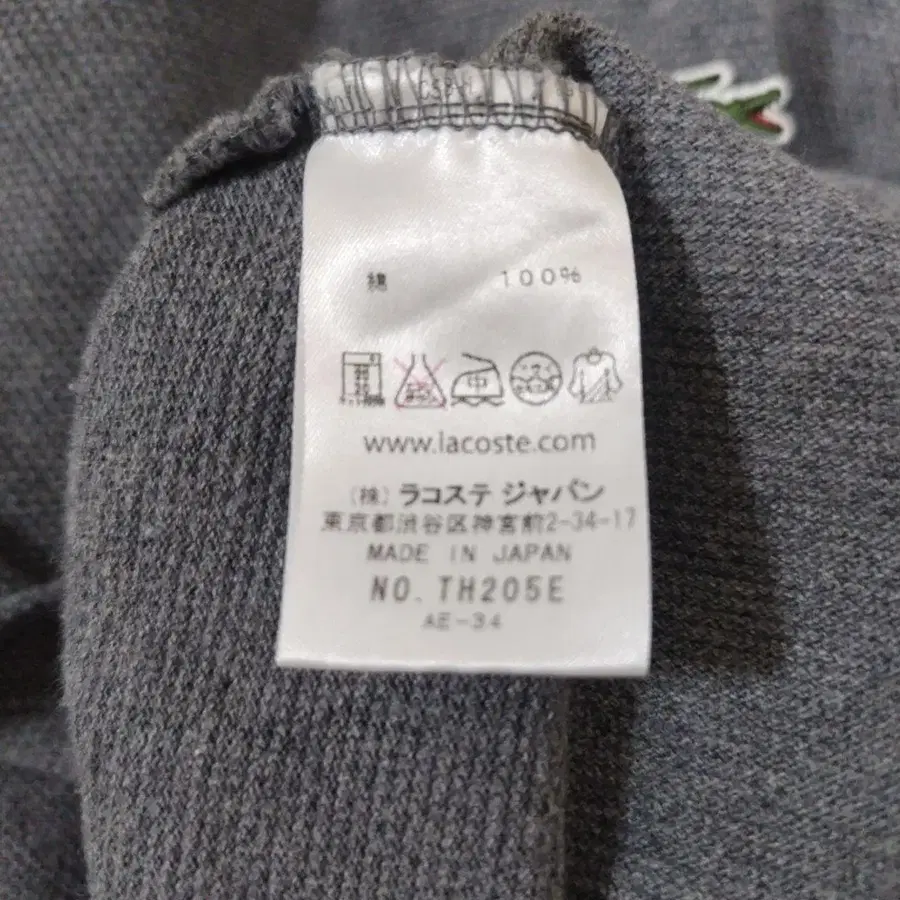 綿 100%
中
www.lacoste.com
(株) ラコステ ジャパン
東京都渋谷区神宮前2-34-17
MADE IN JAPAN
NO. TH205E
AE-34